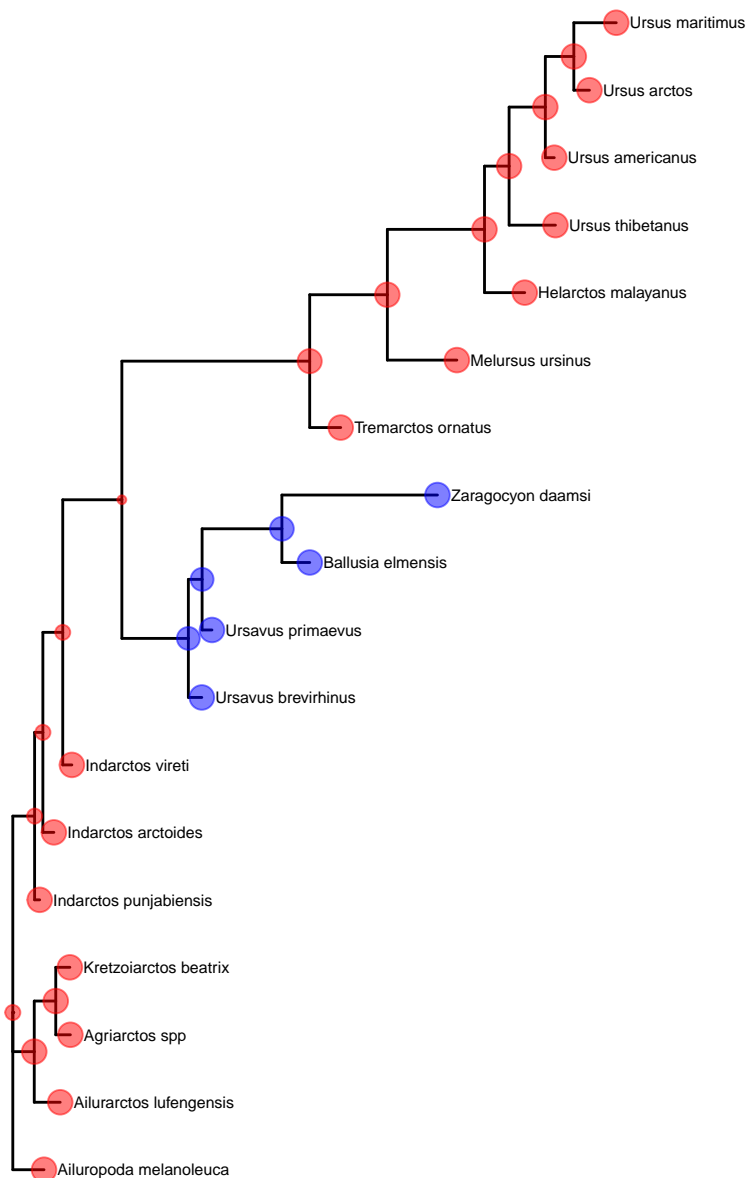 Ursus maritimus
Ursus arctos
Ursus americanus
Ursus thibetanus
Helarctos malayanus
Melursus ursinus
Tremarctos ornatus
Zaragocyon daamsi
Ballusia elmensis
Ursavus primaevus
Ursavus brevirhinus
Indarctos vireti
Indarctos arctoides
Indarctos punjabiensis
Kretzoiarctos beatrix
Agriarctos spp
Ailurarctos lufengensis
Ailuropoda melanoleuca